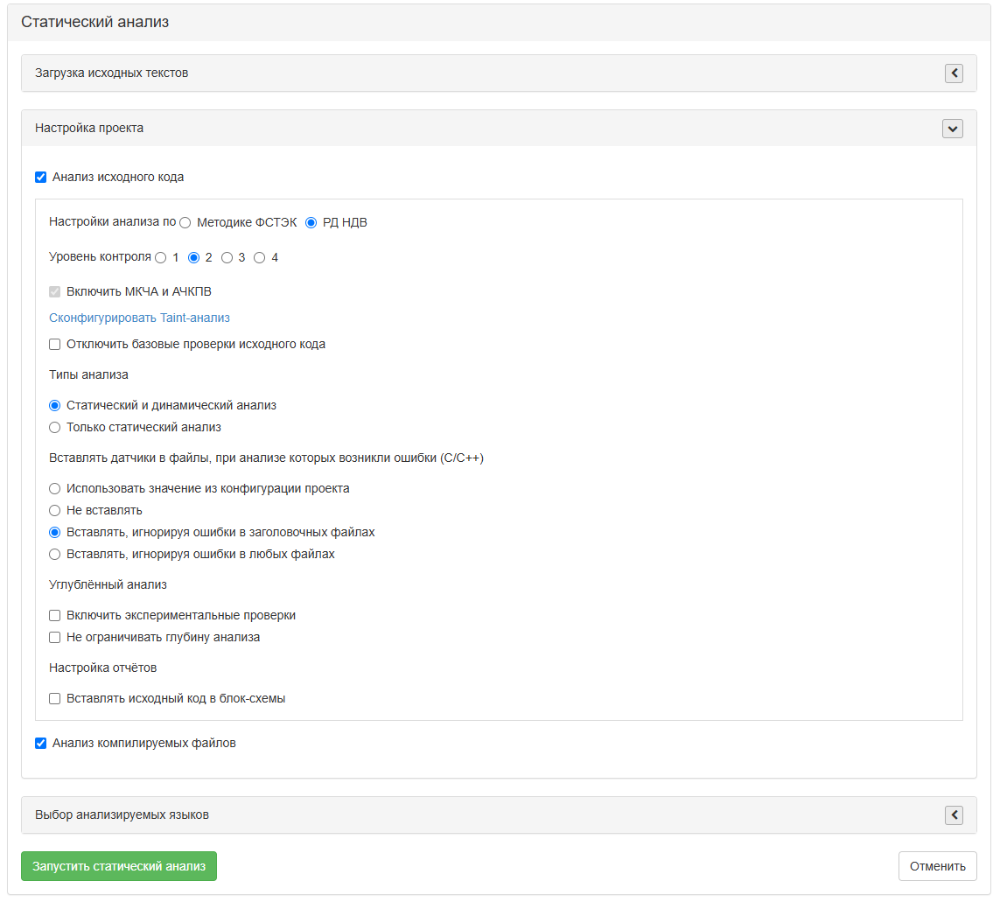 Статический анализ
Загрузка исходных текстов
Настройка проекта
Анализ исходного кода
Настройки анализа по Методике ФСТЭК РД НДВ
Уровень контроля 1 2 3 4
Включить МКЧА и АЧКПВ
Сконфигурировать Taint-анализ
Отключить базовые проверки исходного кода
Типы анализа
Статический и динамический анализ
Только статический анализ
Вставлять датчики в файлы, при анализе которых возникли ошибки (C/C++)
Использовать значение из конфигурации проекта
Не вставлять
Вставлять, игнорируя ошибки в заголовочных файлах
Вставлять, игнорируя ошибки в любых файлах
Углублённый анализ
Включить экспериментальные проверки
Не ограничивать глубину анализа
Настройка отчётов
Вставлять исходный код в блок-схемы
Анализ компилируемых файлов
Выбор анализируемых языков
Запустить статический анализ Отменить